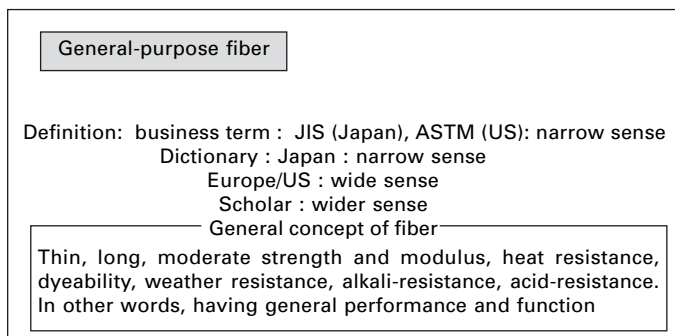 General-purpose fiber
Definition: business term : JIS (Japan), ASTM (US): narrow sense
Dictionary : Japan : narrow sense
Europe/US : wide sense
Scholar : wider sense
General concept of fiber
Thin, long, moderate strength and modulus, heat resistance,
dyeability, weather resistance, alkali-resistance, acid-resistance.
In other words, having general performance and function